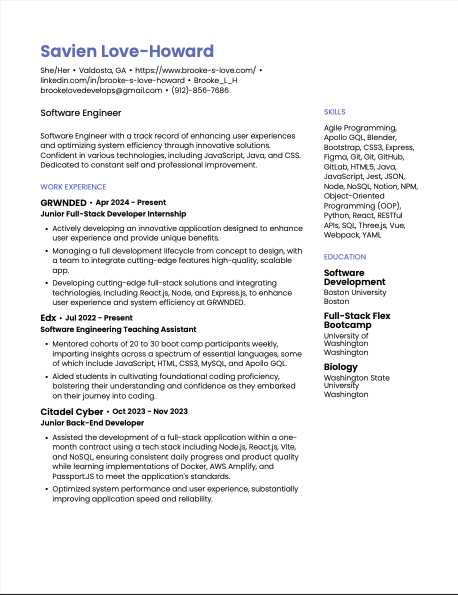 Savien Love-Howard
She/Her • Valdosta, GA • https://www.brooke-s-love.com/ •
linkedin.com/in/brooke-s-love-howard • Brooke_L_H
brookelovedevelops@gmail.com • (912)-856-7686
Software Engineer
Software Engineer with a track record of enhancing user experiences
and optimizing system efficiency through innovative solutions.
Confident in various technologies, including JavaScript, Java, and CSS.
Dedicated to constant self and professional improvement.
WORK EXPERIENCE
GRWNDED • Apr 2024 - Present
Junior Full-Stack Developer Internship
• Actively developing an innovative application designed to enhance
user experience and provide unique benefits.
• Managing a full development lifecycle from concept to design, with
a team to integrate cutting-edge features high-quality, scalable
app.
• Developing cutting-edge full-stack solutions and integrating
technologies, including React.js, Node, and Express.js, to enhance
user experience and system efficiency at GRWNDED.
Edx • Jul 2022 - Present
Software Engineering Teaching Assistant
• Mentored cohorts of 20 to 30 boot camp participants weekly,
imparting insights across a spectrum of essential languages, some
of which include JavaScript, HTML, CSS3, MySQL, and Apollo GQL.
• Aided students in cultivating foundational coding proficiency,
bolstering their understanding and confidence as they embarked
on their journey into coding.
Citadel Cyber • Oct 2023 - Nov 2023
Junior Back-End Developer
• Assisted the development of a full-stack application within a one-
month contract using a tech stack including Node.js, React.js, Vite,
and NoSQL, ensuring consistent daily progress and product quality
while learning implementations of Docker, AWS Amplify, and
PassportJS to meet the application's standards.
• Optimized system performance and user experience, substantially
improving application speed and reliability.
SKILLS
Agile Programming,
Apollo GQL, Blender,
Bootstrap, CSS3, Express,
Figma, Git, Git, GitHub,
GitLab, HTML5, Java,
JavaScript, Jest, JSON,
Node, NoSQL, Notion, NPM,
Object-Oriented
Programming (OOP),
Python, React, RESTful
APIs, SQL, Three.js, Vue,
Webpack, YAML
EDUCATION
Software
Development
Boston University
Boston
Full-Stack Flex
Bootcamp
University of
Washington
Washington
Biology
Washington State
University
Washington